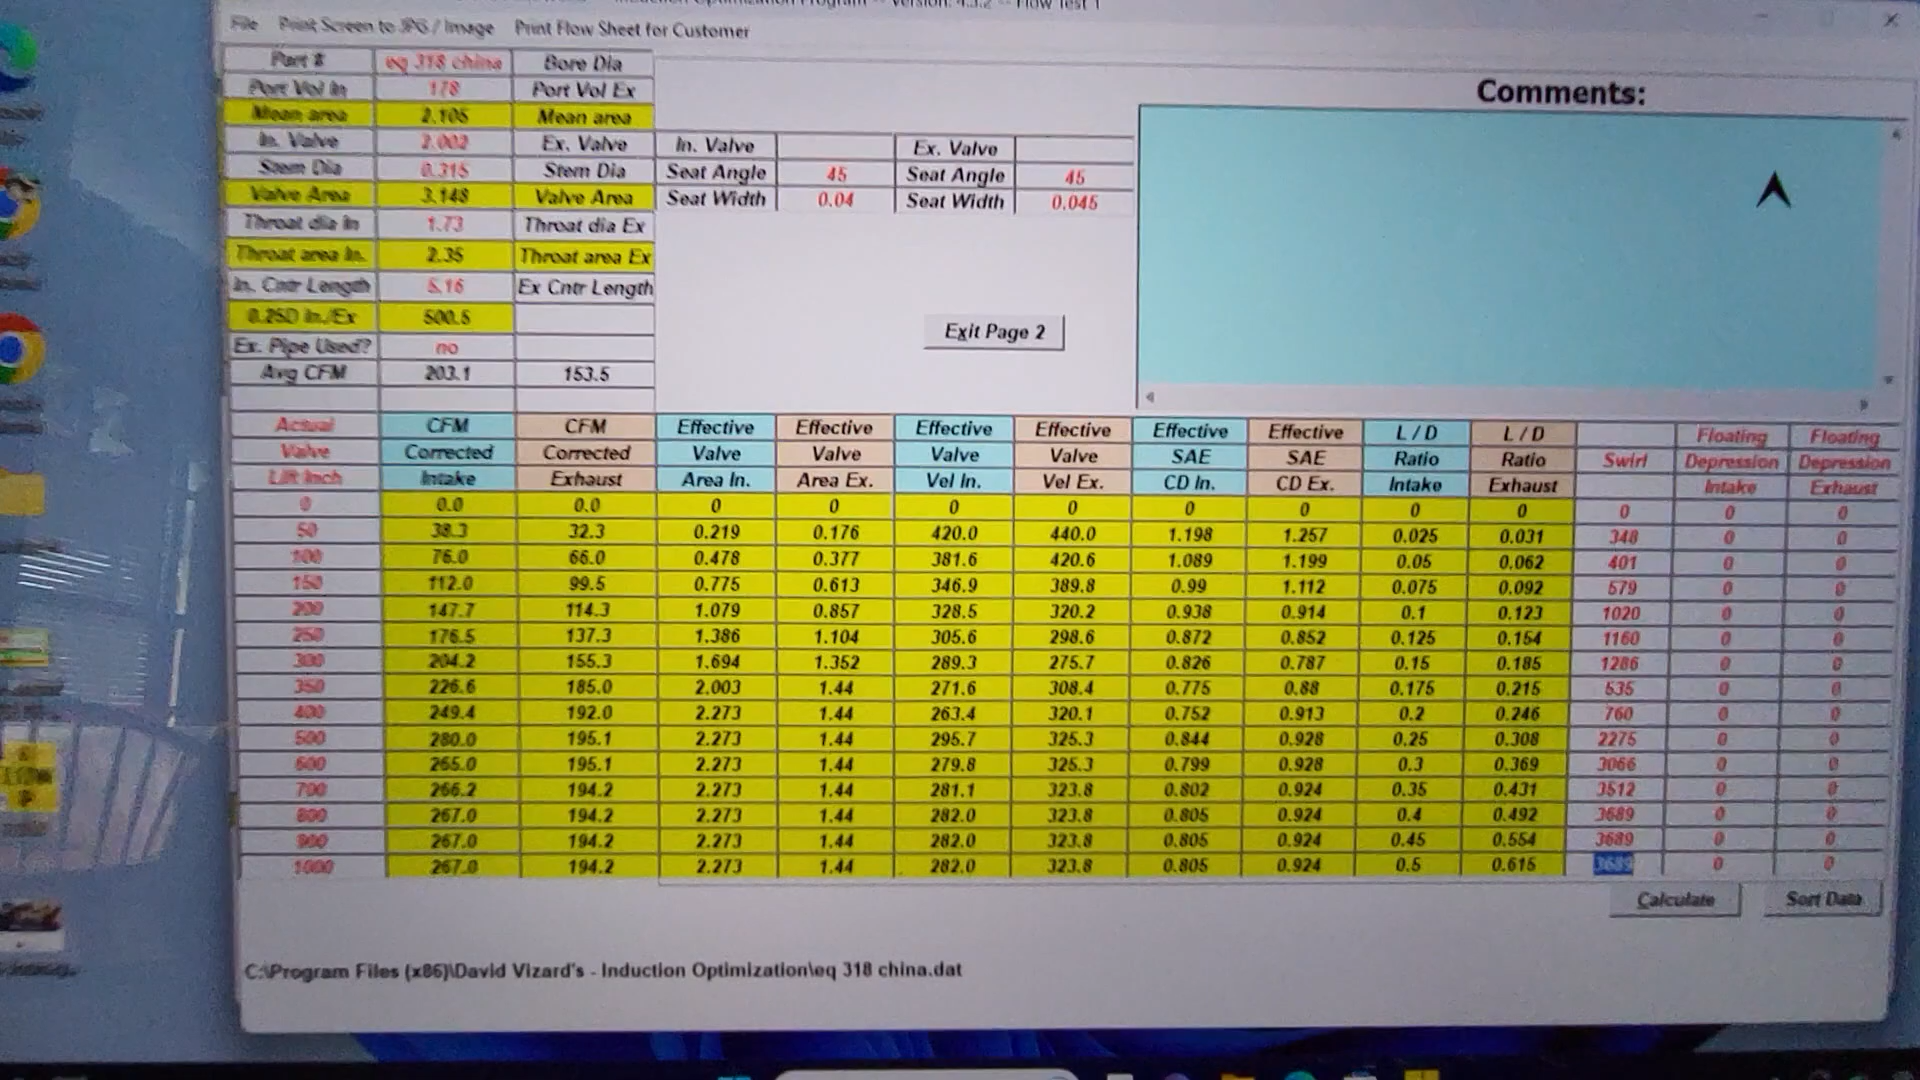 Induction Optimization Program -- Version: 4.3.2 -- Flow Test 1
File Print Screen to JPG / Image Print Flow Sheet for Customer
Part # eq 318 china Bore Dia
Port Vol In 178 Port Vol Ex
Mean area 2.105 Mean area
In. Valve 2.002 Ex. Valve
Stem Dia 0.315 Stem Dia
Valve Area 3.148 Valve Area
Throat dia In 1.73 Throat dia Ex
Throat area In. 2.35 Throat area Ex
In. Cntr Length 5.16 Ex Cntr Length
0.25D In./Ex 500.5
Ex. Pipe Used? no
Avg CFM 203.1 153.5
In. Valve Ex. Valve
Seat Angle 45 Seat Angle 45
Seat Width 0.04 Seat Width 0.045
Comments:
Exit Page 2
Actual CFM CFM Effective Effective Effective Effective Effective Effective L / D L / D Floating Floating
Valve Corrected Corrected Valve Valve Valve Valve SAE SAE Ratio Ratio Swirl Depression Depression
Lift Inch Intake Exhaust Area In. Area Ex. Vel In. Vel Ex. CD In. CD Ex. Intake Exhaust Intake Exhaust
0 0.0 0.0 0 0 0 0 0 0 0 0 0 0 0
50 38.3 32.3 0.219 0.176 420.0 440.0 1.198 1.257 0.025 0.031 348 0 0
100 76.0 66.0 0.478 0.377 381.6 420.6 1.089 1.199 0.05 0.062 401 0 0
150 112.0 99.5 0.775 0.613 346.9 389.8 0.99 1.112 0.075 0.092 579 0 0
200 147.7 114.3 1.079 0.857 328.5 320.2 0.938 0.914 0.1 0.123 1020 0 0
250 176.5 137.3 1.386 1.104 305.6 298.6 0.872 0.852 0.125 0.154 1160 0 0
300 204.2 155.3 1.694 1.352 289.3 275.7 0.826 0.787 0.15 0.185 1286 0 0
350 226.6 185.0 2.003 1.44 271.6 308.4 0.775 0.88 0.175 0.215 535 0 0
400 249.4 192.0 2.273 1.44 263.4 320.1 0.752 0.913 0.2 0.246 760 0 0
500 280.0 195.1 2.273 1.44 295.7 325.3 0.844 0.928 0.25 0.308 2275 0 0
600 265.0 195.1 2.273 1.44 279.8 325.3 0.799 0.928 0.3 0.369 3066 0 0
700 266.2 194.2 2.273 1.44 281.1 323.8 0.802 0.924 0.35 0.431 3512 0 0
800 267.0 194.2 2.273 1.44 282.0 323.8 0.805 0.924 0.4 0.492 3689 0 0
900 267.0 194.2 2.273 1.44 282.0 323.8 0.805 0.924 0.45 0.554 3689 0 0
1000 267.0 194.2 2.273 1.44 282.0 323.8 0.805 0.924 0.5 0.615 3689 0 0
Calculate Sort Data
C:\Program Files (x86)\David Vizard's - Induction Optimization\eq 318 china.dat